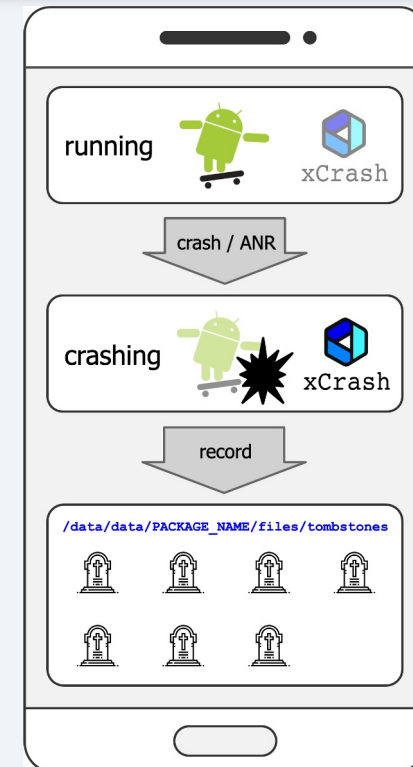 running
xCrash
crash / ANR
crashing
xCrash
record
/data/data/PACKAGE_NAME/files/tombstones